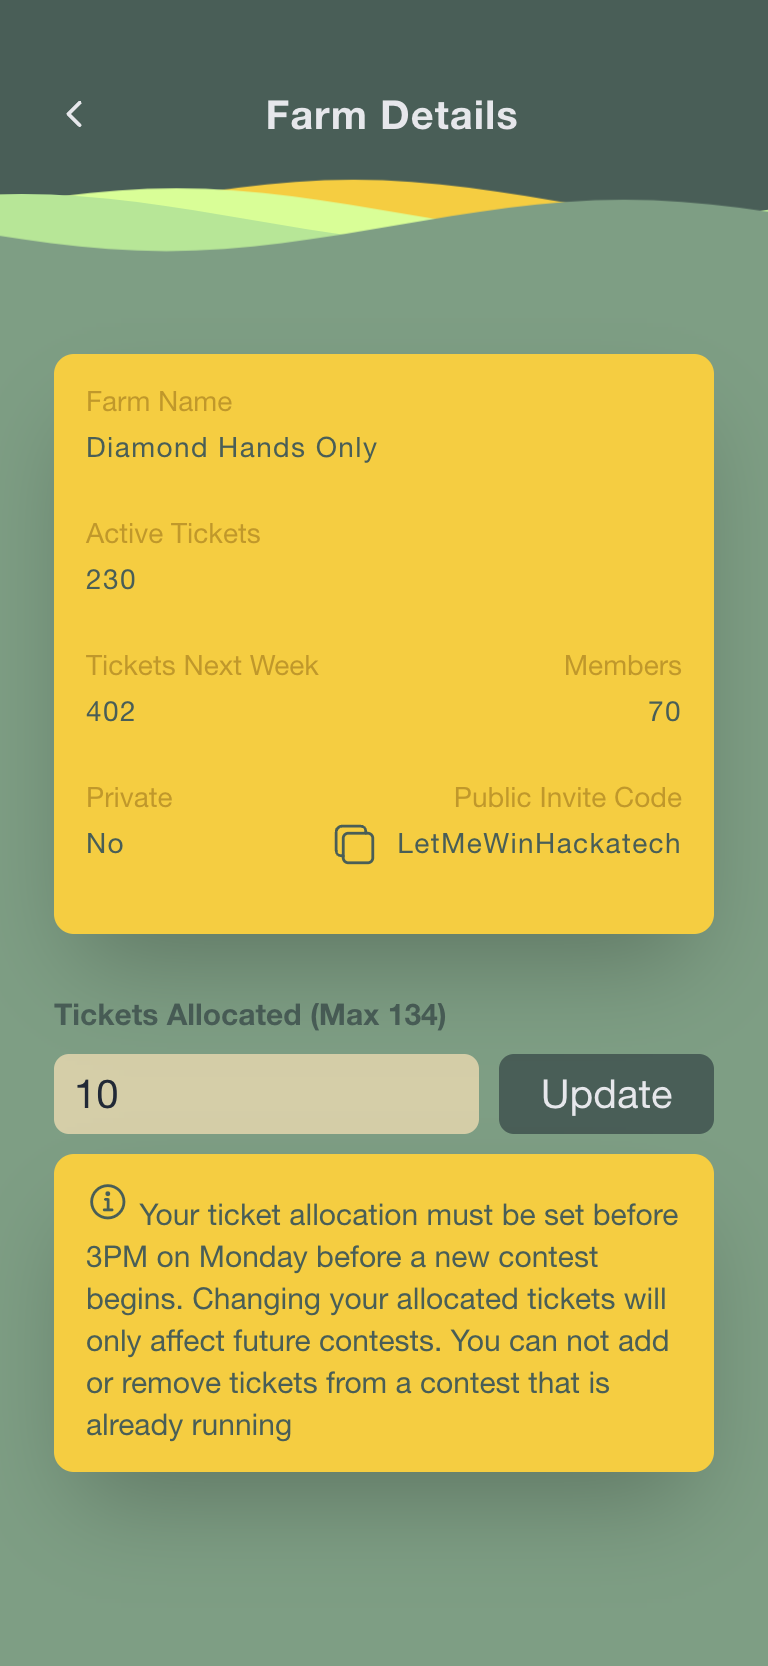 Farm Details
Farm Name
Diamond Hands Only
Active Tickets
230
Tickets Next Week Members
402 70
Private Public Invite Code
No LetMeWinHackatech
Tickets Allocated (Max 134)
10 Update
Your ticket allocation must be set before
3PM on Monday before a new contest
begins. Changing your allocated tickets will
only affect future contests. You can not add
or remove tickets from a contest that is
already running